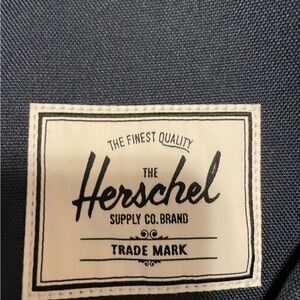 THE FINEST QUALITY
THE
Herschel
SUPPLY CO. BRAND
TRADE MARK